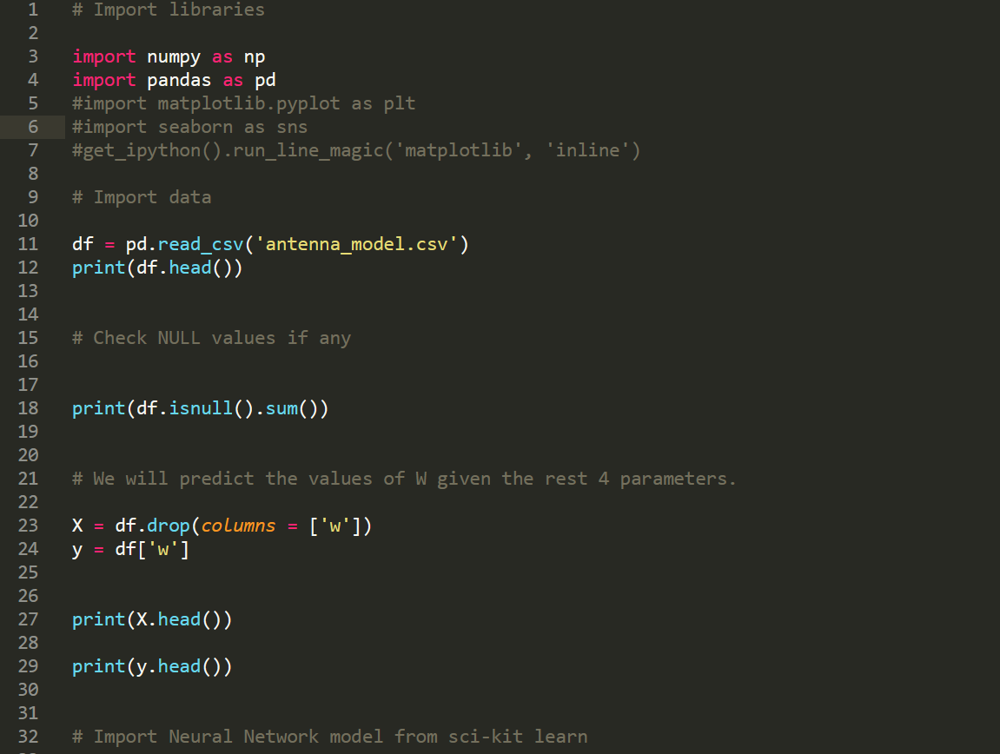 1 # Import libraries
2
3 import numpy as np
4 import pandas as pd
5 #import matplotlib.pyplot as plt
6 #import seaborn as sns
7 #get_ipython().run_line_magic('matplotlib', 'inline')
8
9 # Import data
10
11 df = pd.read_csv('antenna_model.csv')
12 print(df.head())
13
14
15 # Check NULL values if any
16
17
18 print(df.isnull().sum())
19
20
21 # We will predict the values of W given the rest 4 parameters.
22
23 X = df.drop(columns = ['w'])
24 y = df['w']
25
26
27 print(X.head())
28
29 print(y.head())
30
31
32 # Import Neural Network model from sci-kit learn